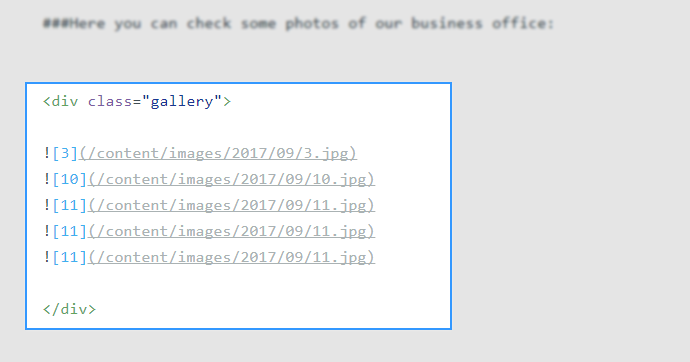 ###Here you can check some photos of our business office:
<div class="gallery">
![3](/content/images/2017/09/3.jpg)
![10](/content/images/2017/09/10.jpg)
![11](/content/images/2017/09/11.jpg)
![11](/content/images/2017/09/11.jpg)
![11](/content/images/2017/09/11.jpg)
</div>